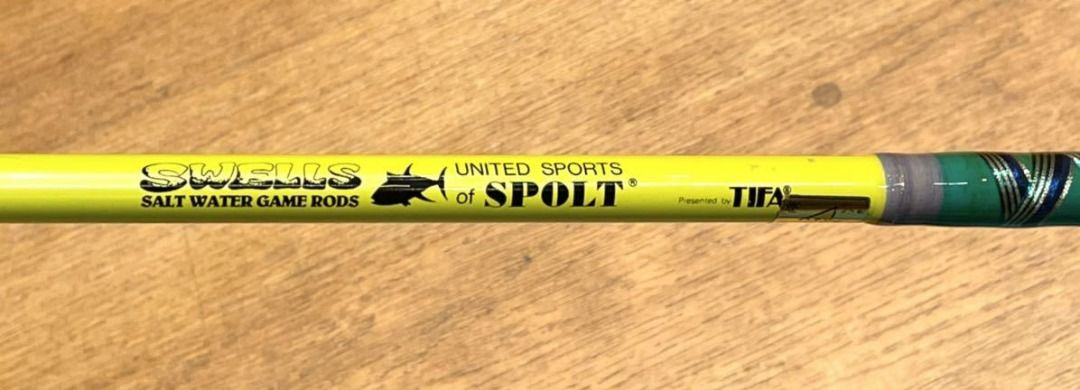 SWELLS
SALT WATER GAME RODS
UNITED SPORTS
of SPOLT®
Presented by TIFA®